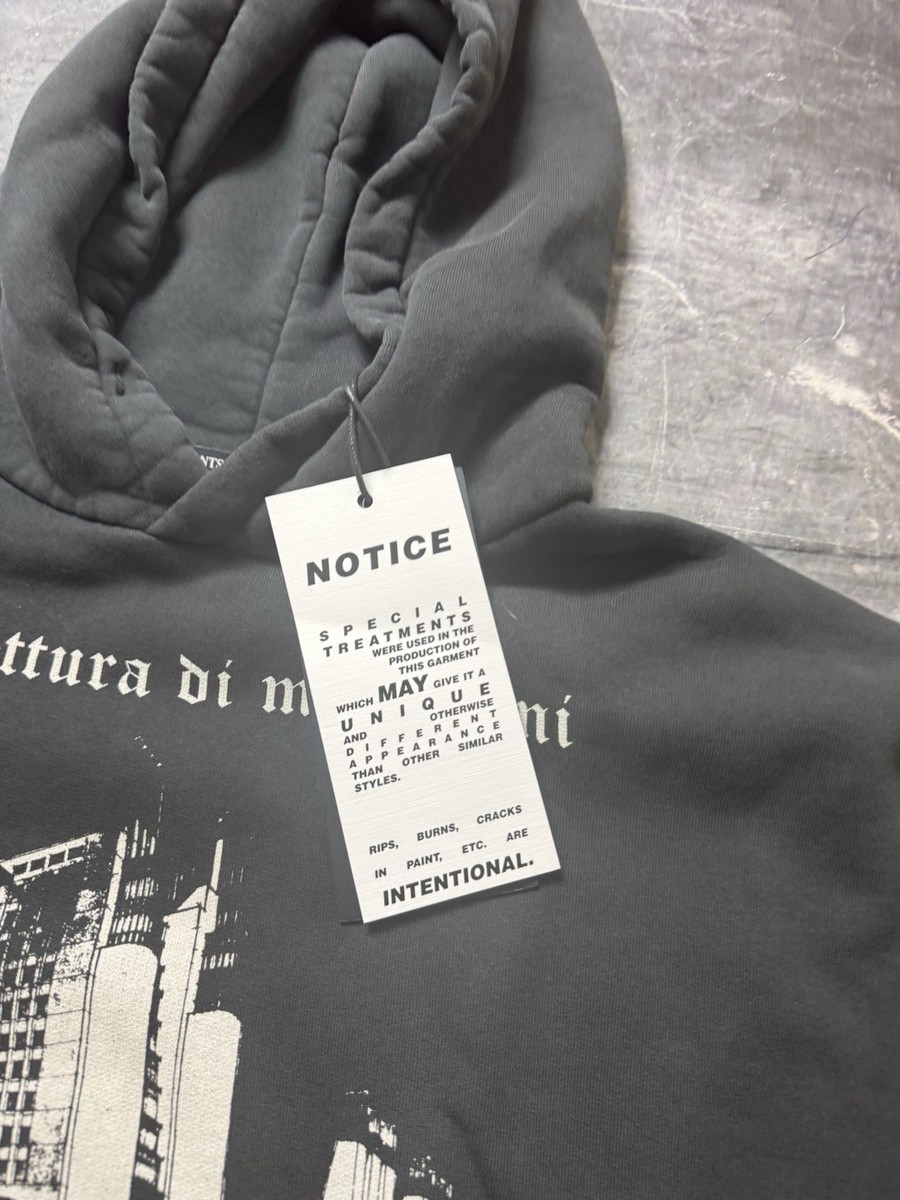 NTS
NOTICE
SPECIAL
TREATMENTS
WERE USED IN THE
PRODUCTION OF
THIS GARMENT
WHICH MAY GIVE IT A
UNIQUE
AND OTHERWISE
DIFFERENT
APPEARANCE
THAN OTHER SIMILAR
STYLES.
RIPS, BURNS, CRACKS
IN PAINT, ETC. ARE
INTENTIONAL.
ttura di m ni